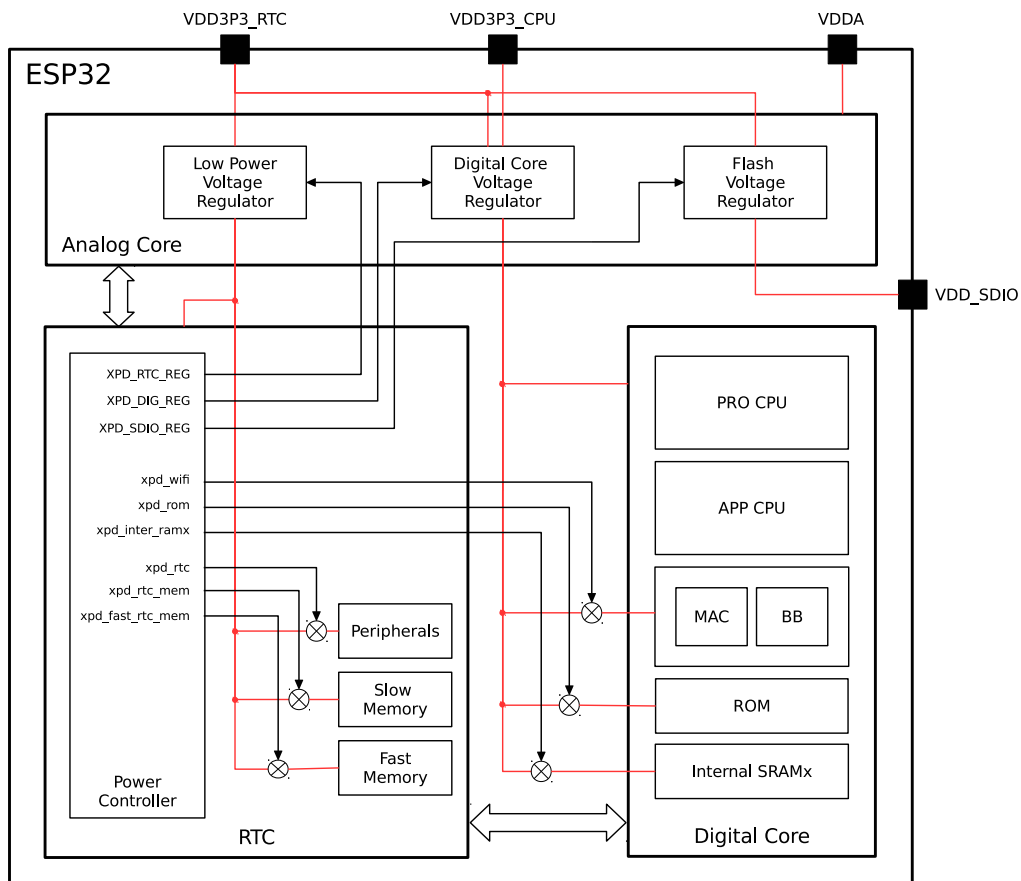 VDD3P3_RTC
VDD3P3_CPU
VDDA
ESP32
Low Power
Voltage
Regulator
Digital Core
Voltage
Regulator
Flash
Voltage
Regulator
Analog Core
VDD_SDIO
XPD_RTC_REG
XPD_DIG_REG
XPD_SDIO_REG
xpd_wifi
xpd_rom
xpd_inter_ramx
xpd_rtc
xpd_rtc_mem
xpd_fast_rtc_mem
Power
Controller
Peripherals
Slow
Memory
Fast
Memory
RTC
PRO CPU
APP CPU
MAC
BB
ROM
Internal SRAMx
Digital Core